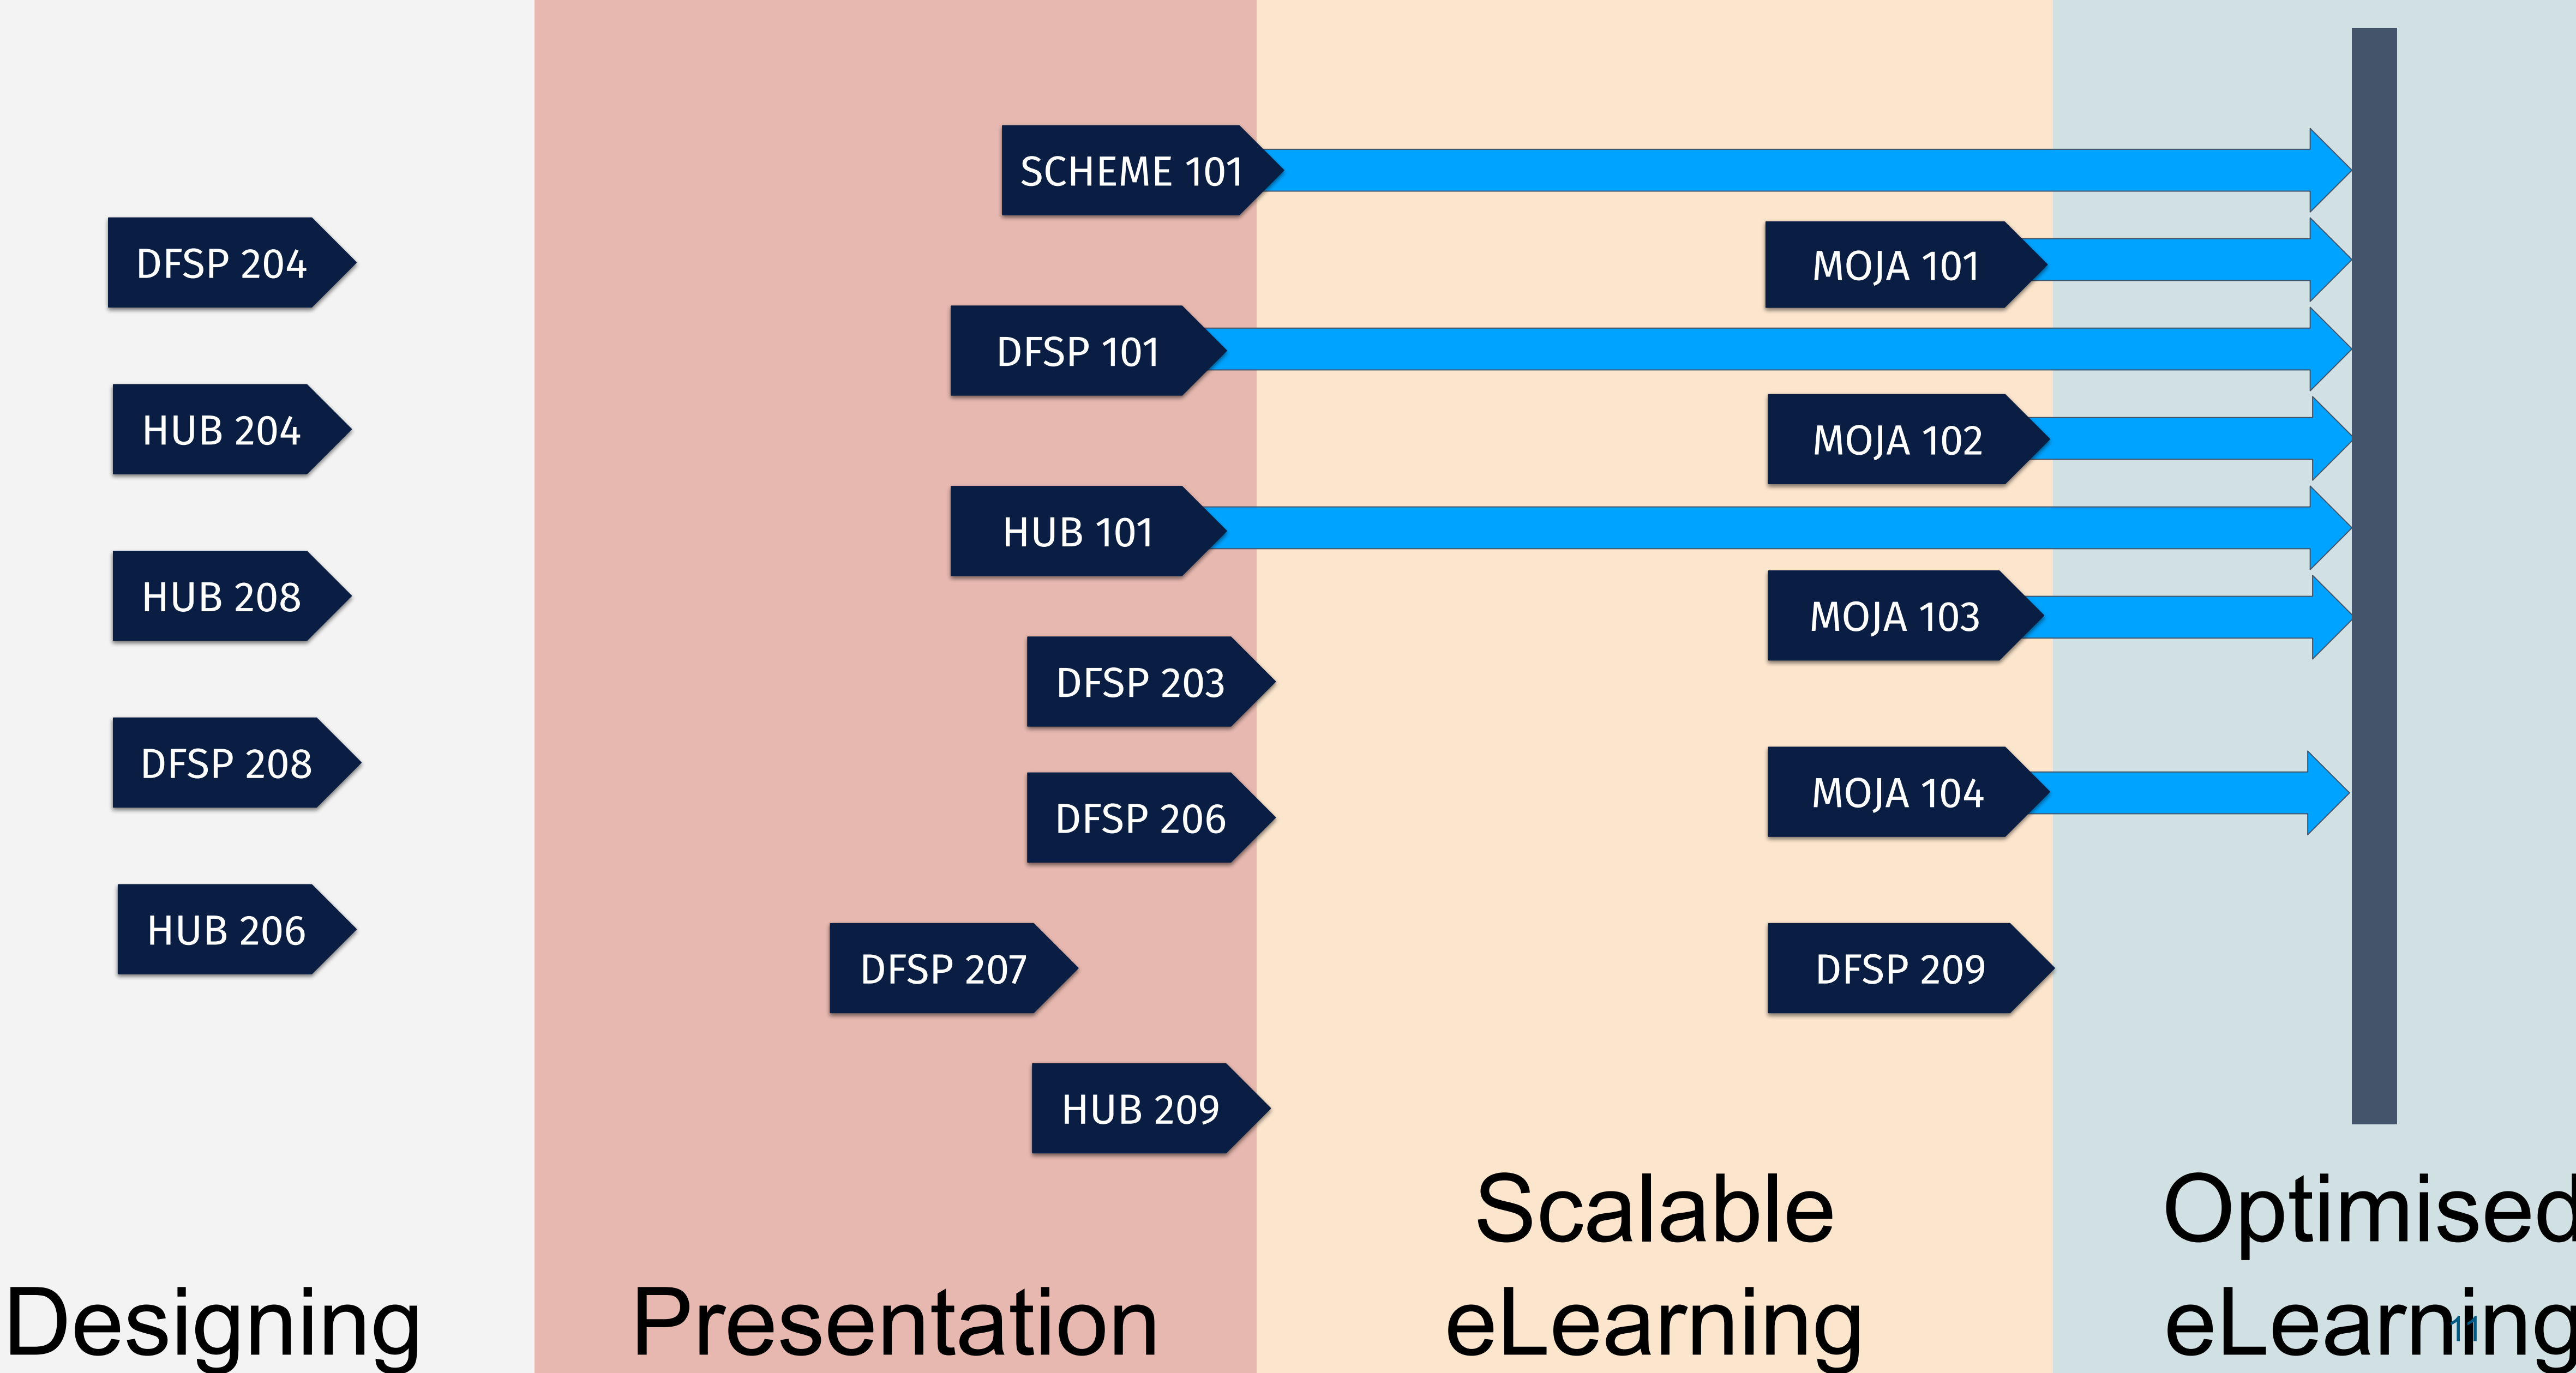 SCHEME 101
DFSP 204
MOJA 101
DFSP 101
HUB 204
MOJA 102
HUB 101
HUB 208
MOJA 103
DFSP 203
DFSP 208
MOJA 104
DFSP 206
HUB 206
DFSP 207
DFSP 209
HUB 209
Designing
Presentation
Scalable
eLearning
Optimised
eLearning
11